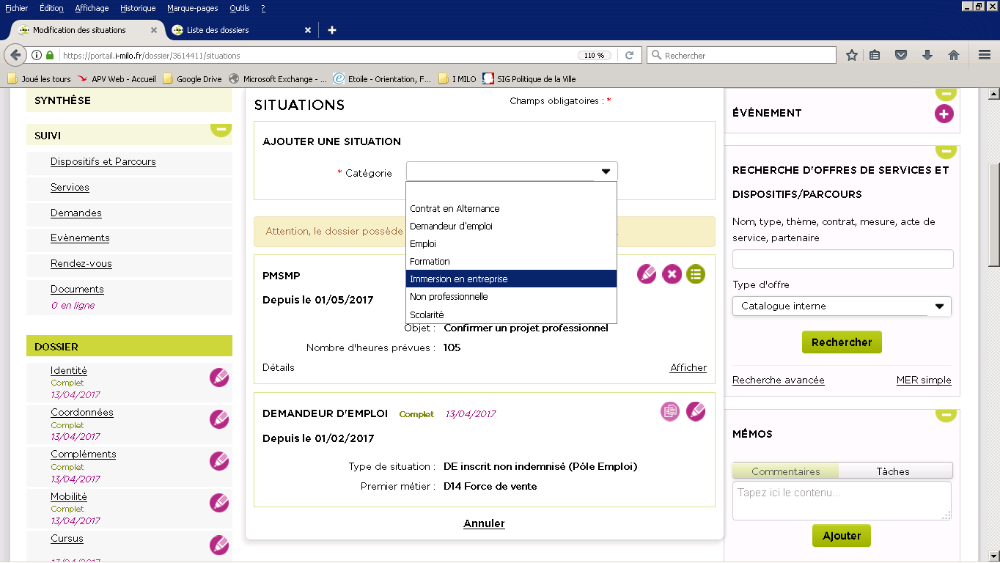 Fichier Édition Affichage Historique Marque-pages Outils ?
Modification des situations
Liste des dossiers
https://portail.i-milo.fr/dossier/3614411/situations
110 %
Rechercher
Joué les tours
APV Web - Accueil
Google Drive
Microsoft Exchange - ...
Etoile - Orientation, F...
I MILO
SIG Politique de la Ville
SYNTHÈSE
SUIVI
Dispositifs et Parcours
Services
Demandes
Evènements
Rendez-vous
Documents
0 en ligne
DOSSIER
Identité
Complet
13/04/2017
Coordonnées
Complet
13/04/2017
Compléments
Complet
13/04/2017
Mobilité
Complet
13/04/2017
Cursus
13/04/2017
SITUATIONS
Champs obligatoires : *
AJOUTER UNE SITUATION
* Catégorie
Contrat en Alternance
Demandeur d'emploi
Emploi
Formation
Immersion en entreprise
Non professionnelle
Scolarité
Attention, le dossier possède
PMSMP
Depuis le 01/05/2017
Objet : Confirmer un projet professionnel
Nombre d'heures prévues : 105
Détails
Afficher
DEMANDEUR D'EMPLOI Complet 13/04/2017
Depuis le 01/02/2017
Type de situation : DE inscrit non indemnisé (Pôle Emploi)
Premier métier : D14 Force de vente
Annuler
ÉVÈNEMENT
RECHERCHE D'OFFRES DE SERVICES ET
DISPOSITIFS/PARCOURS
Nom, type, thème, contrat, mesure, acte de
service, partenaire
Type d'offre
Catalogue interne
Rechercher
Recherche avancée
MER simple
MÉMOS
Commentaires
Tâches
Tapez ici le contenu...
Ajouter